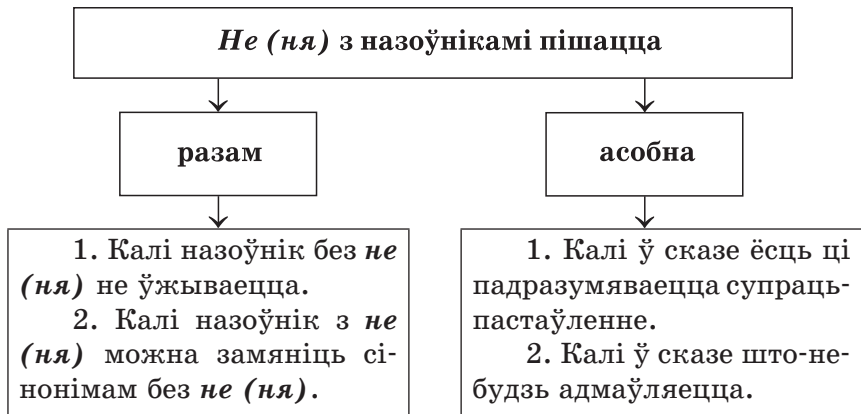 Не (ня) з назоўнікамі пішацца
разам
асобна
1. Калі назоўнік без не
(ня) не ўжываецца.
2. Калі назоўнік з не
(ня) можна замяніць сі-
нонімам без не (ня).
1. Калі ў сказе ёсць ці
падразумяваецца супраць-
пастаўленне.
2. Калі ў сказе што-не-
будзь адмаўляецца.